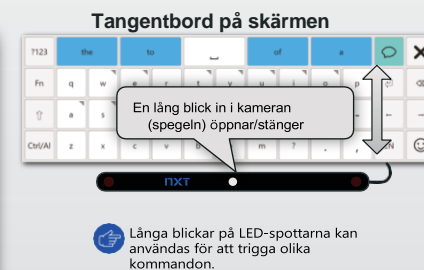 Tangentbord på skärmen
?123 the to of a
Fn q w e r t y u i o p
a s
Ctrl/Al z x c v m ? . , N
En lång blick in i kameran
(spegeln) öppnar/stänger
nxt
Långa blickar på LED-spottarna kan
användas för att trigga olika
kommandon.